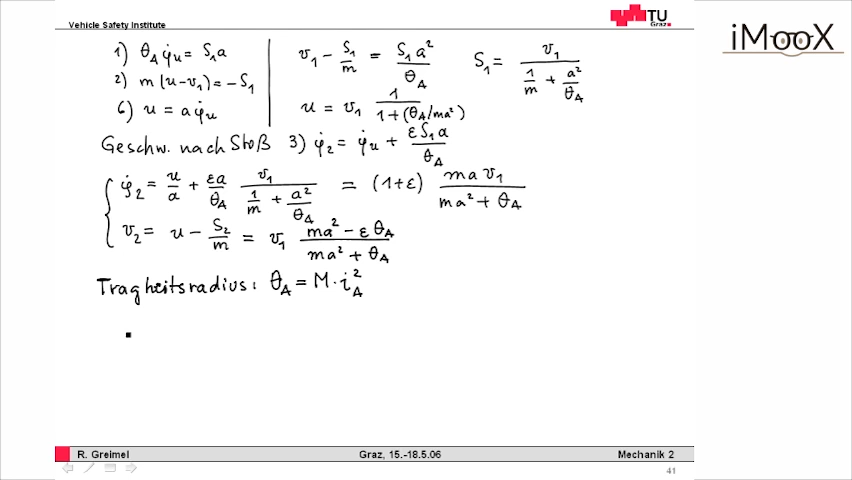 Vehicle Safety Institute
TU
Graz
iMooX
1) θ_A φ̇_u = S_1 a
2) m(u-v_1) = -S_1
6) u = a φ̇_u
v_1 - S_1/m = S_1 a²/θ_A
S_1 = v_1/(1/m + a²/θ_A)
u = v_1 1/(1+(θ_A/ma²))
Geschw. nach Stoß 3) φ̇_2 = φ̇_u + εS_1a/θ_A
φ̇_2 = u/a + εa/θ_A v_1/(1/m + a²/θ_A) = (1+ε) mav_1/(ma² + θ_A)
v_2 = u - S_2/m = v_1 (ma² - εθ_A)/(ma² + θ_A)
Tragheitsradius: θ_A = M·i_A²
R. Greimel
Graz, 15.-18.5.06
Mechanik 2
41